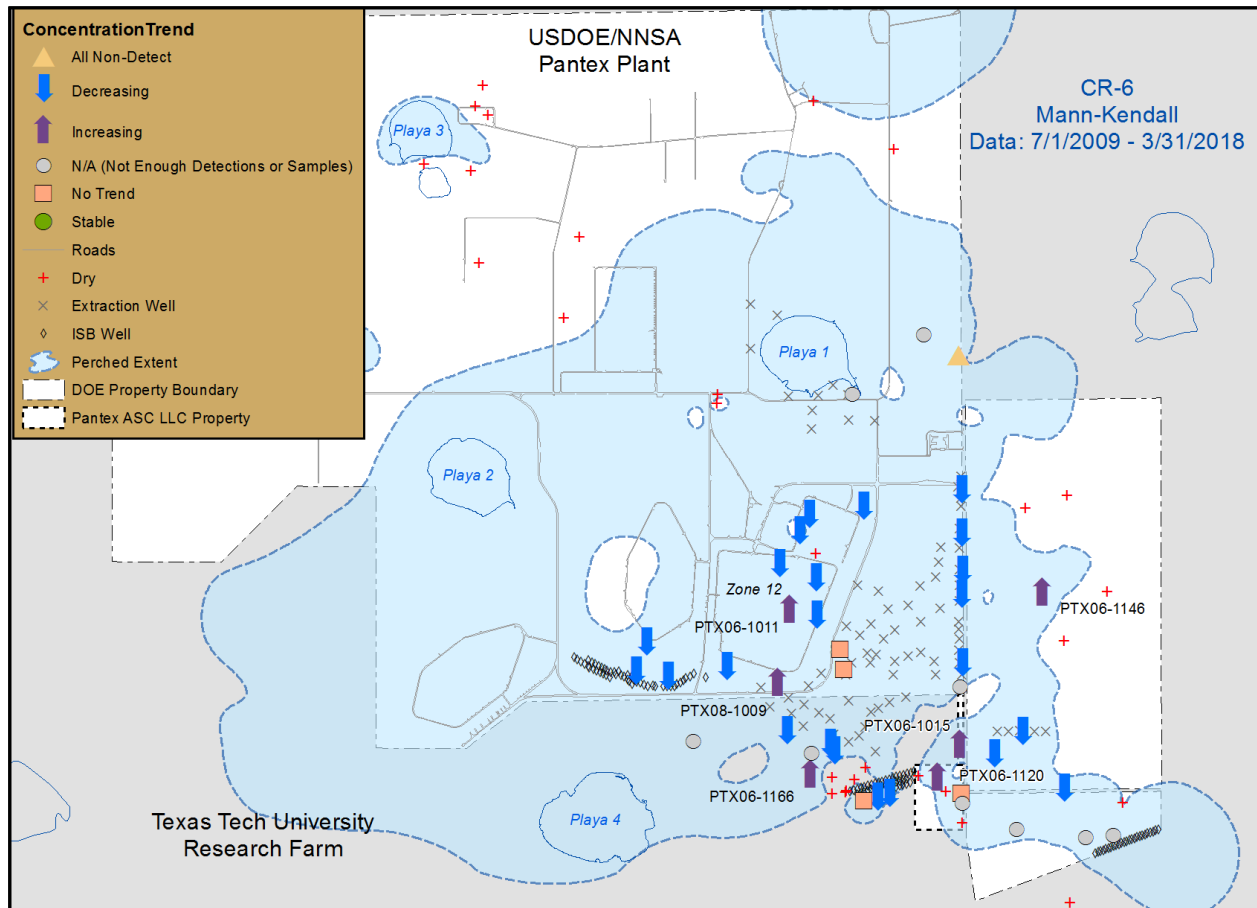 ConcentrationTrend
All Non-Detect
Decreasing
Increasing
N/A (Not Enough Detections or Samples)
No Trend
Stable
Roads
Dry
Extraction Well
ISB Well
Perched Extent
DOE Property Boundary
Pantex ASC LLC Property
USDOE/NNSA
Pantex Plant
CR-6
Mann-Kendall
Data: 7/1/2009 - 3/31/2018
Playa 3
Playa 1
Playa 2
Zone 12
PTX06-1146
PTX06-1011
PTX08-1009
PTX06-1015
PTX06-1120
PTX06-1166
Playa 4
Texas Tech University
Research Farm